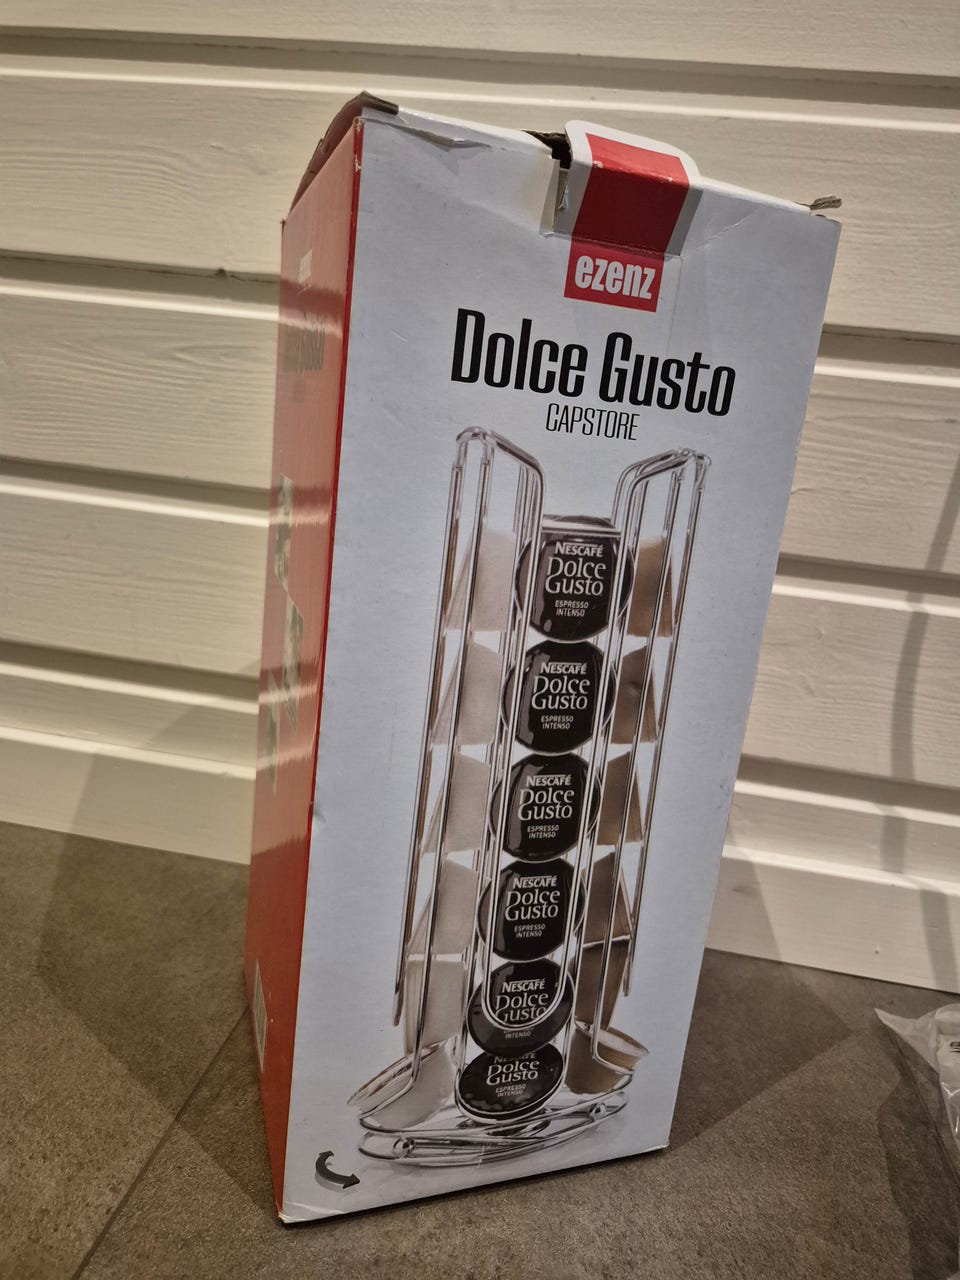 ezenz
Dolce Gusto
CAPSTORE
NESCAFÉ
Dolce
Gusto
ESPRESSO
INTENSO
NESCAFÉ
Dolce
Gusto
ESPRESSO
INTENSO
NESCAFÉ
Dolce
Gusto
ESPRESSO
INTENSO
NESCAFÉ
Dolce
Gusto
ESPRESSO
INTENSO
NESCAFÉ
Dolce
Gusto
INTENSO
NESCAFÉ
Dolce
Gusto
ESPRESSO
INTENSO